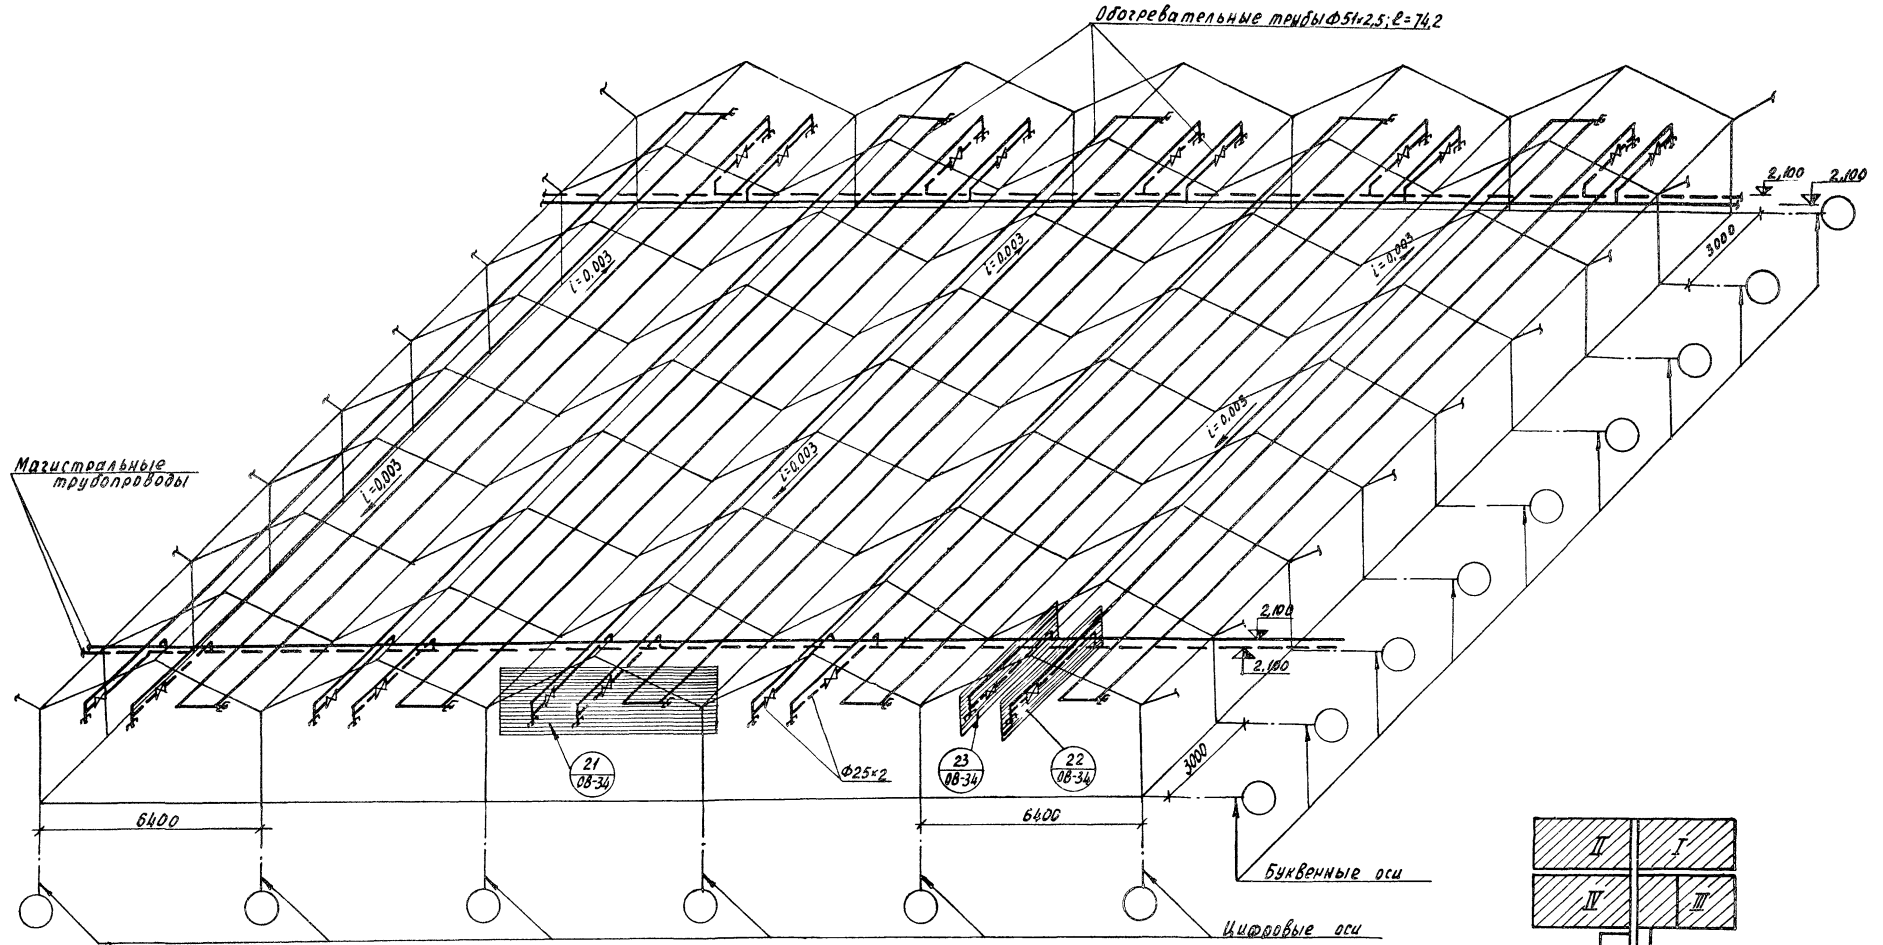 Обогревательные трубы Ф51×2,5; ℓ=74,2
2,100
2.100
3000
i=0,003
i=0,003
i=0,003
i=0,003
i=0,003
i=0,003
Магистральные
трубопроводы
2,100
2,100
21
ОВ-34
Ф25×2
23
ОВ-34
22
ОВ-34
3000
6400
6400
Буквенные оси
Цифровые оси
II
I
IV
III